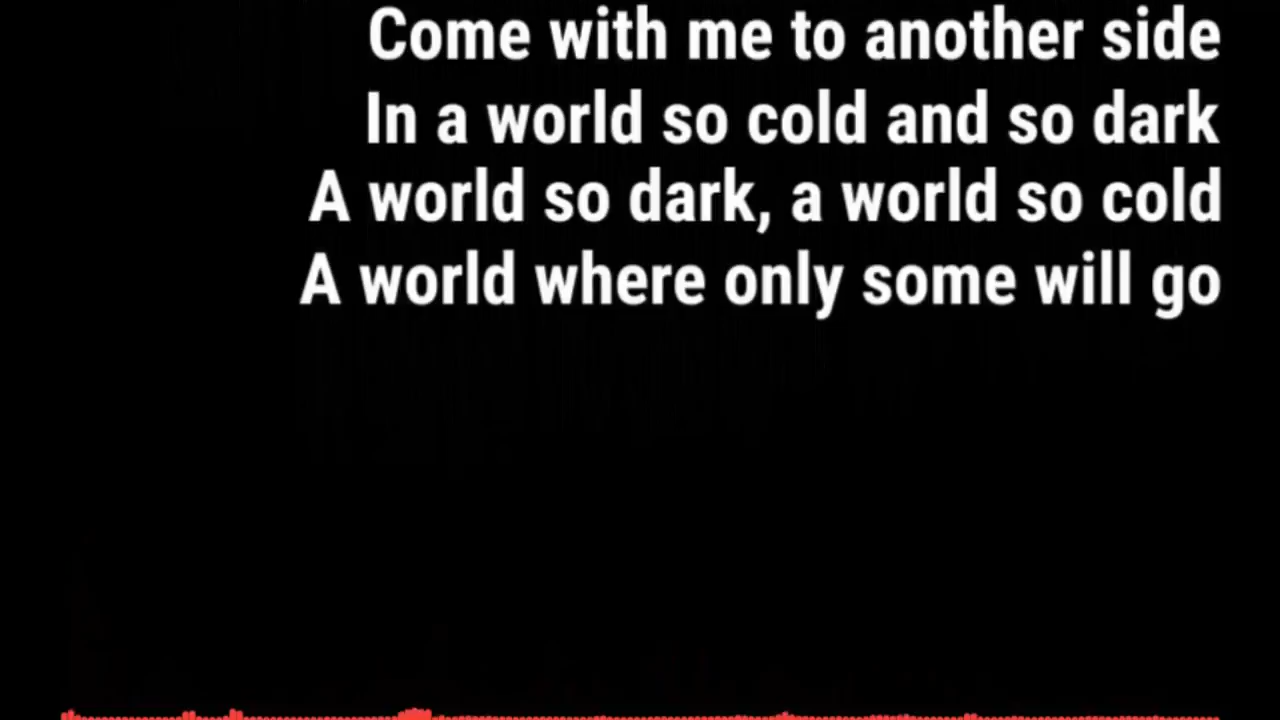 Come with me to another side
In a world so cold and so dark
A world so dark, a world so cold
A world where only some will go